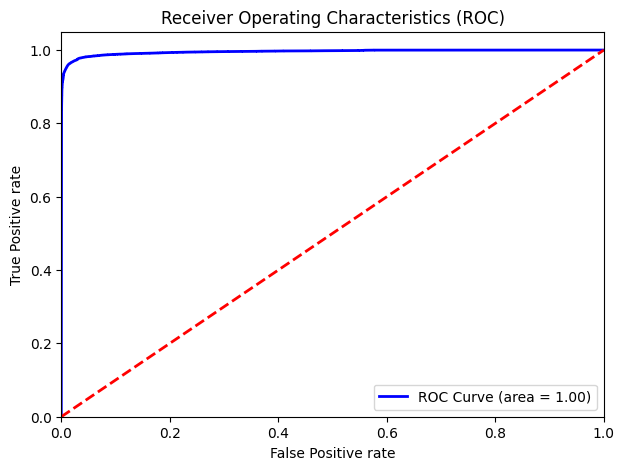 Receiver Operating Characteristics (ROC)
1.0
0.8
0.6
0.4
0.2
0.0
True Positive rate
ROC Curve (area = 1.00)
0.0 0.2 0.4 0.6 0.8 1.0
False Positive rate